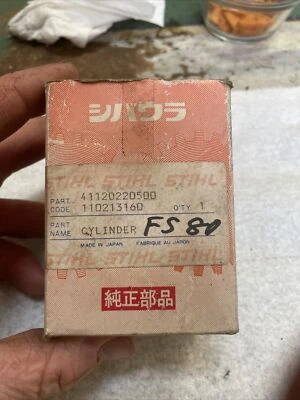 シバウラ
STIHL STIHL STIHL
PART. 41120220500
CODE 110213160 Q'TY 1
PART NAME CYLINDER FS 80
MADE IN JAPAN FABRIQUE AU JAPON
STIHL STIHL STIHL
純正部品